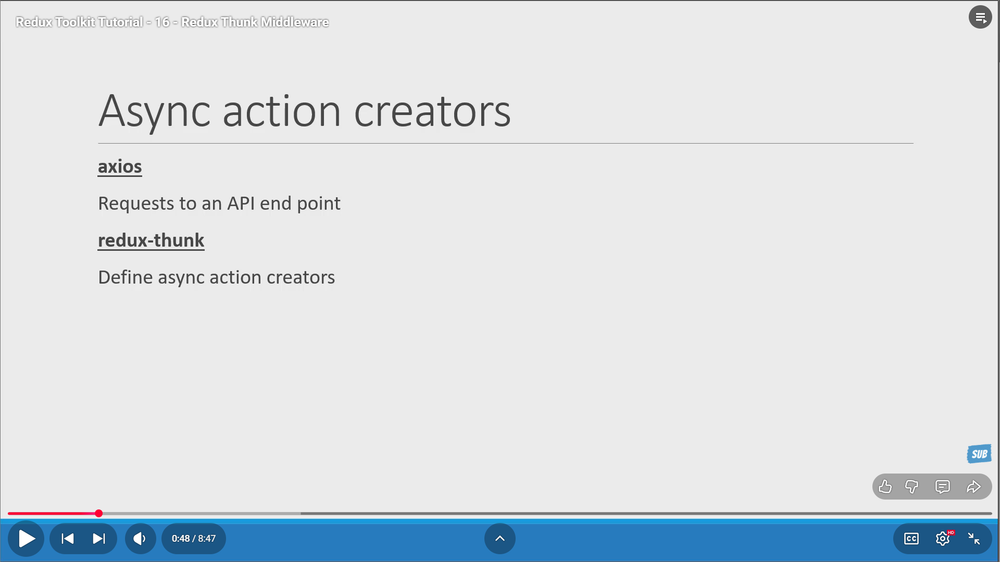 Redux Toolkit Tutorial - 16 - Redux Thunk Middleware
Async action creators
axios
Requests to an API end point
redux-thunk
Define async action creators
SUB
0:48 / 8:47
CC
HD